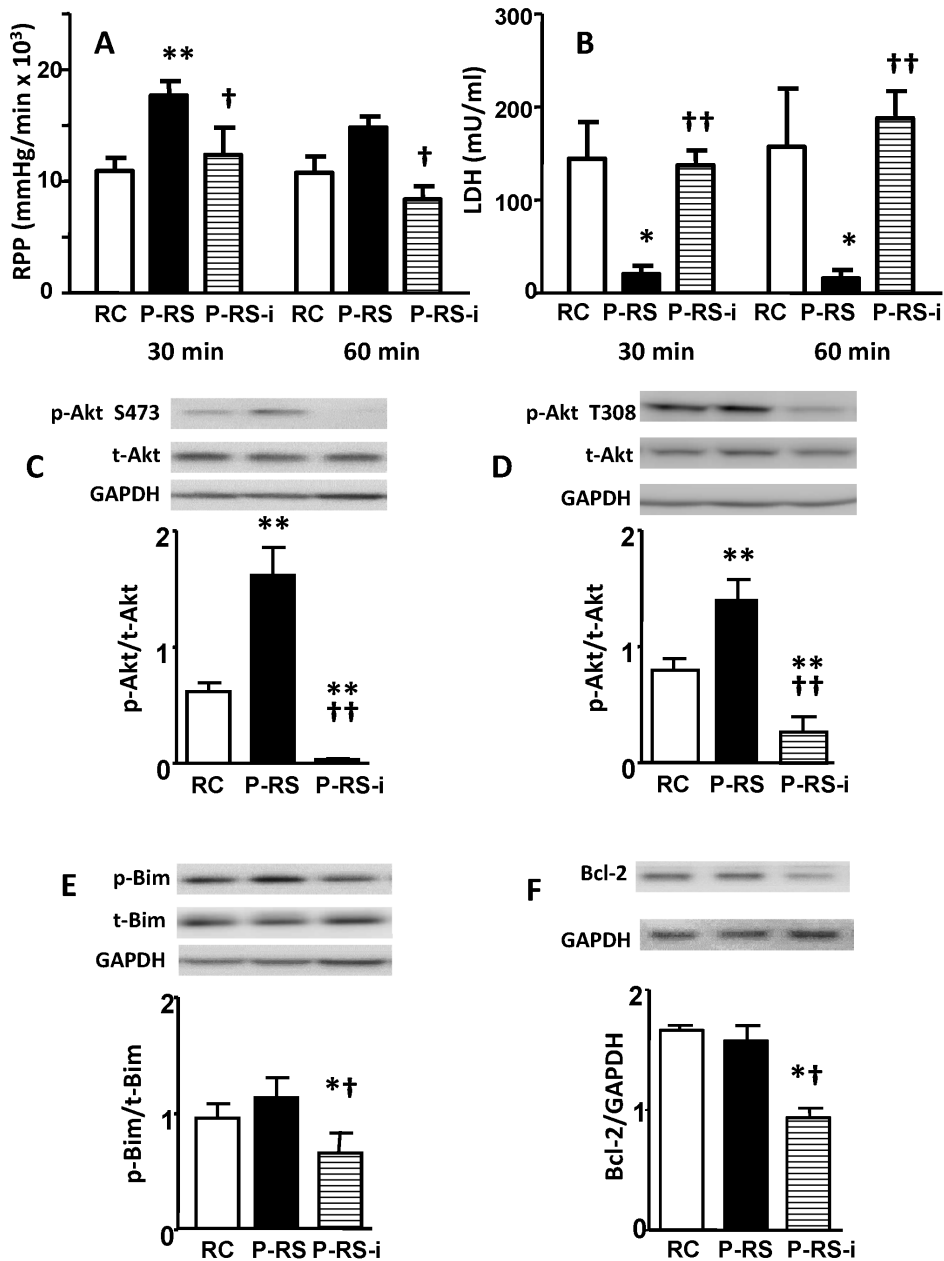 A
RPP (mmHg/min x 10³)
20
10
0
**
†
†
RC P-RS P-RS-i RC P-RS P-RS-i
30 min 60 min
B
LDH (mU/ml)
300
200
100
0
*
††
*
††
RC P-RS P-RS-i RC P-RS P-RS-i
30 min 60 min
C
p-Akt S473
t-Akt
GAPDH
p-Akt/t-Akt
2
1
0
**
**
††
RC P-RS P-RS-i
D
p-Akt T308
t-Akt
GAPDH
p-Akt/t-Akt
2
1
0
**
**
††
RC P-RS P-RS-i
E
p-Bim
t-Bim
GAPDH
p-Bim/t-Bim
2
1
0
*†
RC P-RS P-RS-i
F
Bcl-2
GAPDH
Bcl-2/GAPDH
2
1
0
*†
RC P-RS P-RS-i